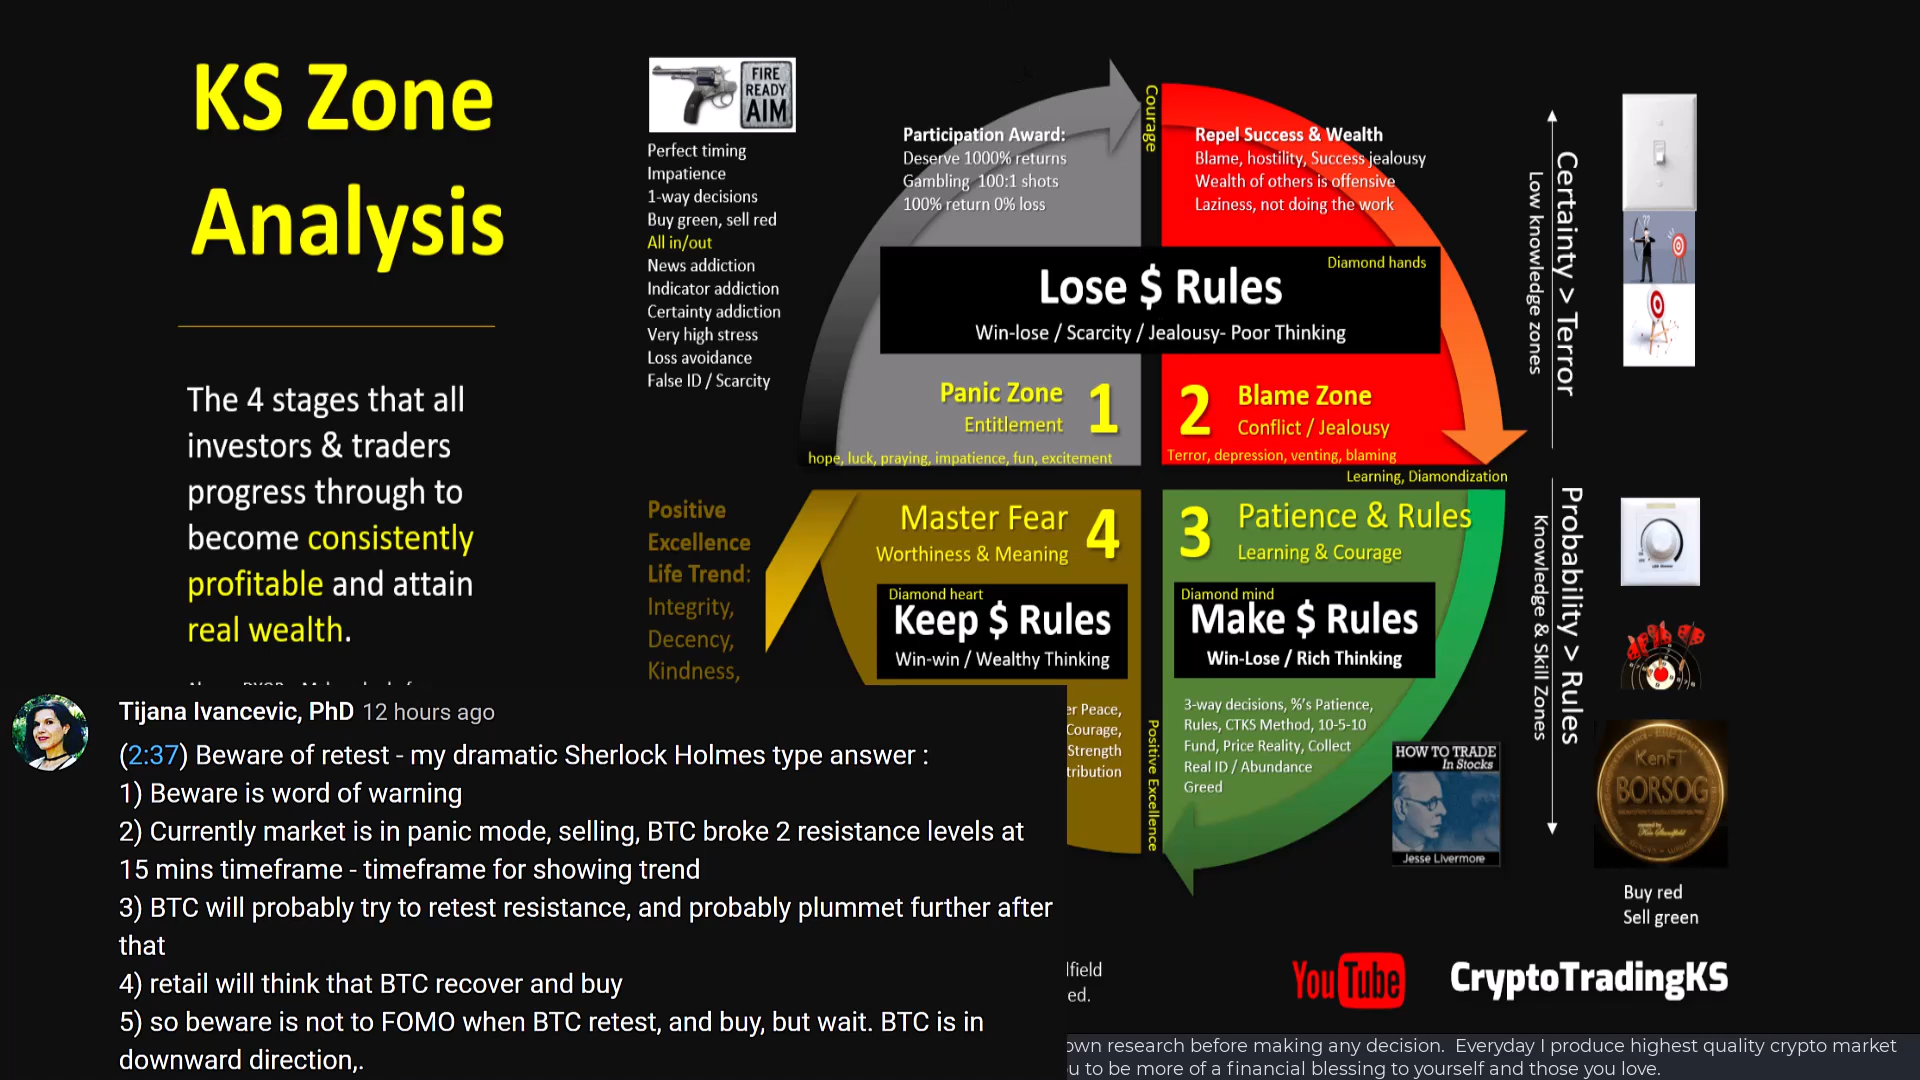 KS Zone
Analysis
The 4 stages that all
investors & traders
progress through to
become consistently
profitable and attain
real wealth.
FIRE
READY
AIM
Perfect timing
Impatience
1-way decisions
Buy green, sell red
All in/out
News addiction
Indicator addiction
Certainty addiction
Very high stress
Loss avoidance
False ID / Scarcity
Participation Award:
Deserve 1000% returns
Gambling 100:1 shots
100% return 0% loss
Courage
Repel Success & Wealth
Blame, hostility, Success jealousy
Wealth of others is offensive
Laziness, not doing the work
Diamond hands
Lose $ Rules
Win-lose / Scarcity / Jealousy- Poor Thinking
Panic Zone
Entitlement
1
hope, luck, praying, impatience, fun, excitement
2
Blame Zone
Conflict / Jealousy
Terror, depression, venting, blaming
Learning, Diamondization
Certainty > Terror
Low knowledge zones
Positive
Excellence
Life Trend:
Integrity,
Decency,
Kindness,
Master Fear
Worthiness & Meaning
4
Diamond heart
Keep $ Rules
Win-win / Wealthy Thinking
er Peace,
Courage,
Strength
tribution
Positive Excellence
3
Patience & Rules
Learning & Courage
Diamond mind
Make $ Rules
Win-Lose / Rich Thinking
3-way decisions, %'s Patience,
Rules, CTKS Method, 10-5-10
Fund, Price Reality, Collect
Real ID / Abundance
Greed
Probability > Rules
Knowledge & Skill Zones
HOW TO TRADE
In Stocks
Jesse Livermore
KenFT
BORSOG
Buy red
Sell green
lfield
ed.
YouTube
CryptoTradingKS
own research before making any decision. Everyday I produce highest quality crypto market
u to be more of a financial blessing to yourself and those you love.
Tijana Ivancevic, PhD 12 hours ago
(2:37) Beware of retest - my dramatic Sherlock Holmes type answer :
1) Beware is word of warning
2) Currently market is in panic mode, selling, BTC broke 2 resistance levels at
15 mins timeframe - timeframe for showing trend
3) BTC will probably try to retest resistance, and probably plummet further after
that
4) retail will think that BTC recover and buy
5) so beware is not to FOMO when BTC retest, and buy, but wait. BTC is in
downward direction,.